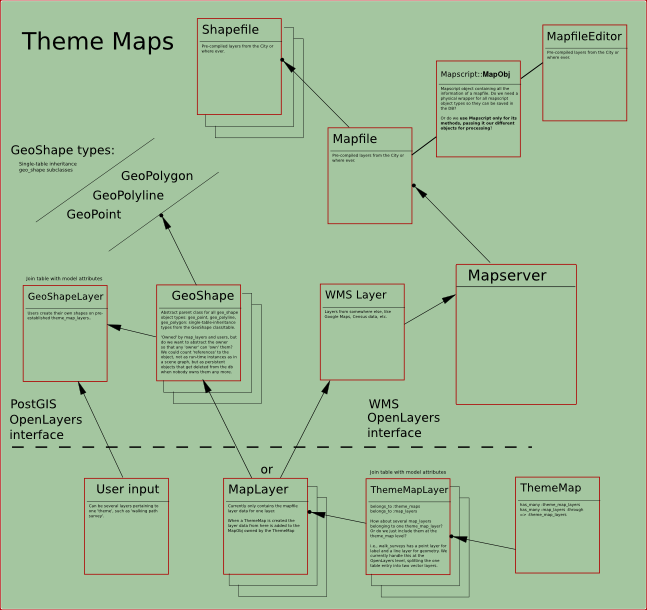 Theme Maps
Shapefile
Pre-compiled layers from the City or
where ever.
MapfileEditor
Pre-compiled layers from the City or
where ever.
Mapscript::MapObj
Mapscript object containing all the
information of a mapfile. Do we need a
physical wrapper for all mapscript
object types so they can be saved in
the DB?
Or do we use Mapscript only for its
methods, passing it our different
objects for processing?
Mapfile
Pre-compiled layers from the City or
where ever.
GeoShape types:
Single-table inheritance
geo_shape subclasses
GeoPolygon
GeoPolyline
GeoPoint
Join table with model attributes
GeoShapeLayer
Users create their own shapes on pre-
established theme_map_layers.
GeoShape
Abstract parent class for all geo_shape
object types: geo_point, geo_polyline,
geo_polygon; single-table-inheritance
types from the GeoShape class/table.
'Owned' by map_layers and users, but
do we want to abstract the owner
so that any 'owner' can 'own' them?
We could count 'references' to the
object, not as run-time instances as in
a scene graph, but as persistent
objects that get deleted from the db
when nobody owns them any more.
WMS Layer
Layers from somewhere else, like
Google Maps, Census data, etc.
Mapserver
PostGIS
OpenLayers
interface
WMS
OpenLayers
interface
User input
Can be several layers pertaining to
one 'theme', such as 'walking path
survey'.
or
MapLayer
Currently only contains the mapfile
layer data for one layer.
When a ThemeMap is created the
layer data from here is added to the
MapObj owned by the ThemeMap.
Join table with model attributes
ThemeMapLayer
belongs_to :theme_maps
belongs_to :map_layers
How about several map_layers
belonging to one theme_map_layer?
Or do we just include them at the
theme_map level?
I.e., walk_surveys has a point layer for
label and a line layer for geometry. We
currently handle this at the
OpenLayers level, splitting the one
table entry into two vector layers.
ThemeMap
has_many :theme_map_layers
has_many :map_layers :through
=> :theme_map_layers